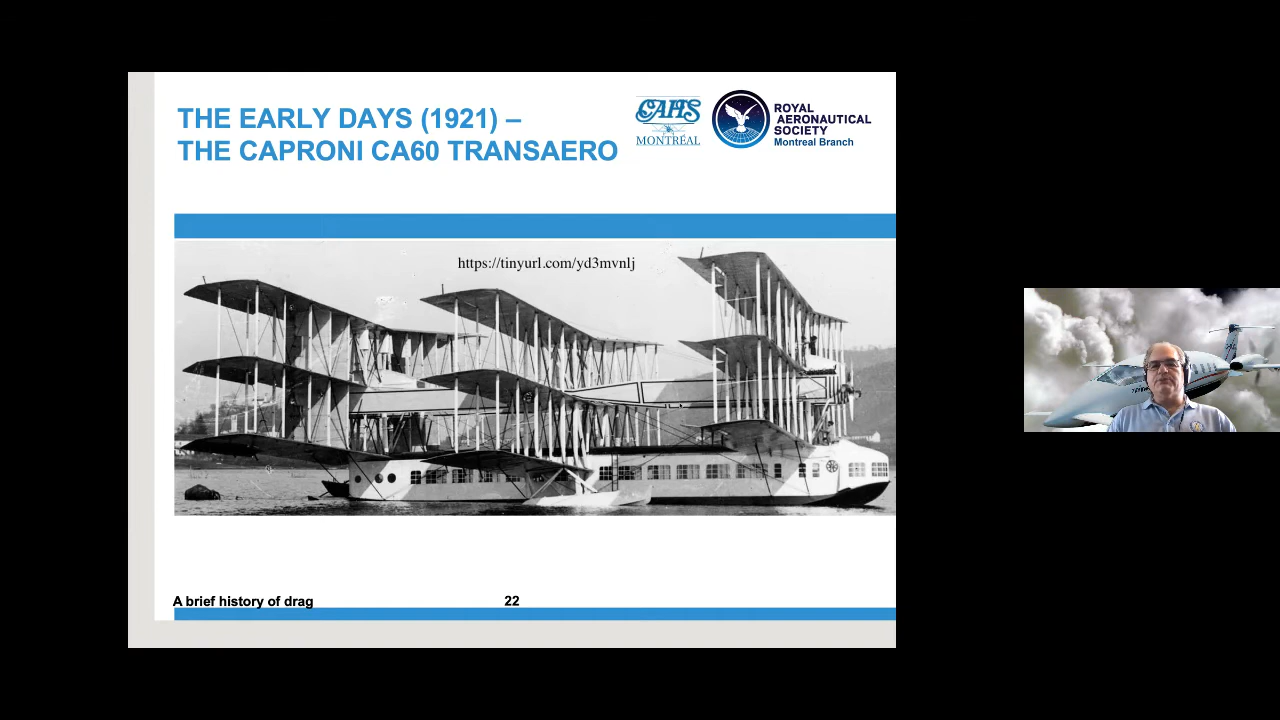 THE EARLY DAYS (1921) –
THE CAPRONI CA60 TRANSAERO
CAHS
MONTRÉAL
ROYAL
AERONAUTICAL
SOCIETY
Montreal Branch
https://tinyurl.com/yd3mvnlj
A brief history of drag
22